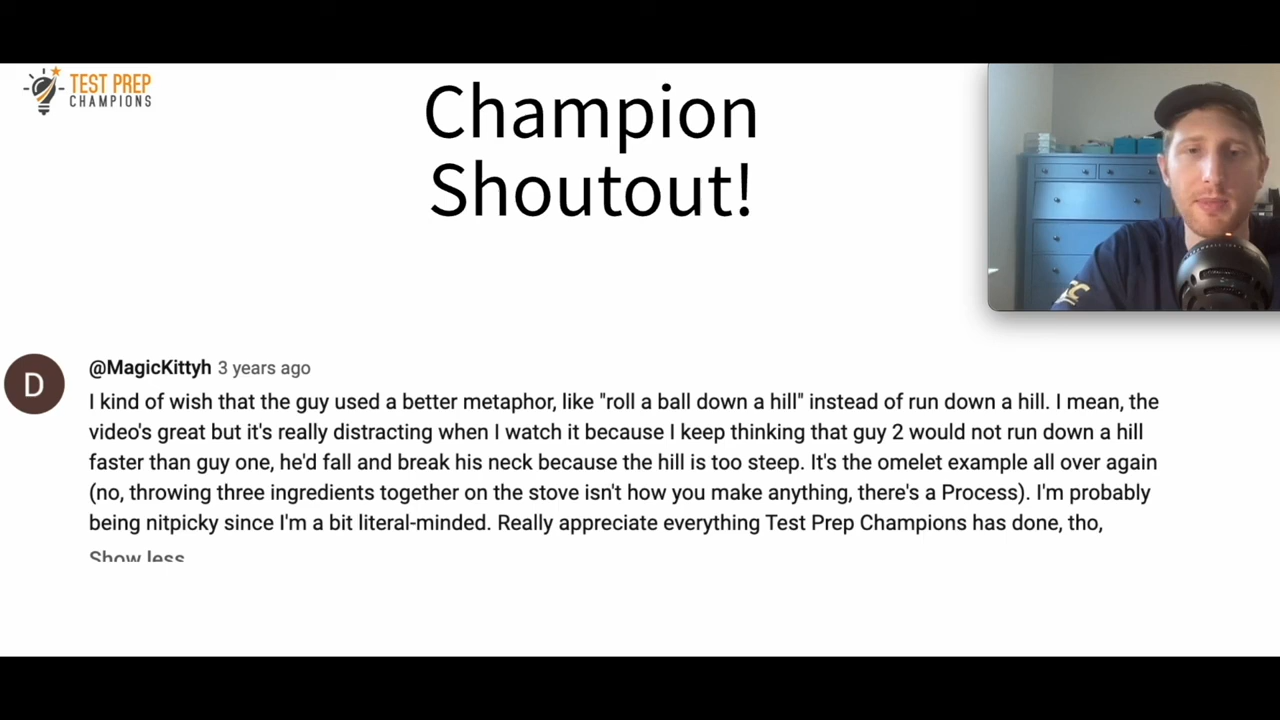 TEST PREP
CHAMPIONS
Champion
Shoutout!
D
@MagicKittyh 3 years ago
I kind of wish that the guy used a better metaphor, like "roll a ball down a hill" instead of run down a hill. I mean, the
video's great but it's really distracting when I watch it because I keep thinking that guy 2 would not run down a hill
faster than guy one, he'd fall and break his neck because the hill is too steep. It's the omelet example all over again
(no, throwing three ingredients together on the stove isn't how you make anything, there's a Process). I'm probably
being nitpicky since I'm a bit literal-minded. Really appreciate everything Test Prep Champions has done, tho,
Show less